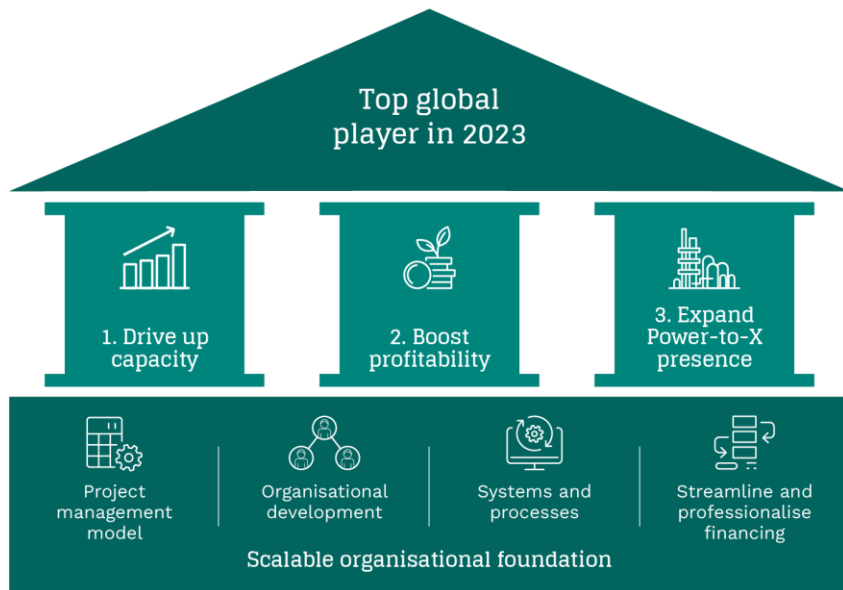 Top global
player in 2023
1. Drive up
capacity
2. Boost
profitability
3. Expand
Power-to-X
presence
Project
management
model
Organisational
development
Systems and
processes
Streamline and
professionalise
financing
Scalable organisational foundation